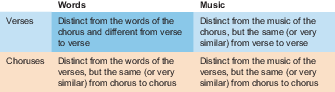 Words Music
Verses Distinct from the words of the Distinct from the music of the
chorus and different from verse chorus, but the same (or very
to verse similar) from verse to verse
Choruses Distinct from the words of the Distinct from the music of the
verses, but the same (or very verses, but the same (or very
similar) from chorus to chorus similar) from chorus to chorus